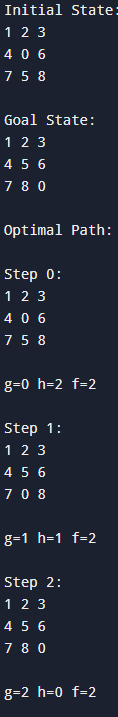 Initial State:
1 2 3
4 0 6
7 5 8
Goal State:
1 2 3
4 5 6
7 8 0
Optimal Path:
Step 0:
1 2 3
4 0 6
7 5 8
g=0 h=2 f=2
Step 1:
1 2 3
4 5 6
7 0 8
g=1 h=1 f=2
Step 2:
1 2 3
4 5 6
7 8 0
g=2 h=0 f=2